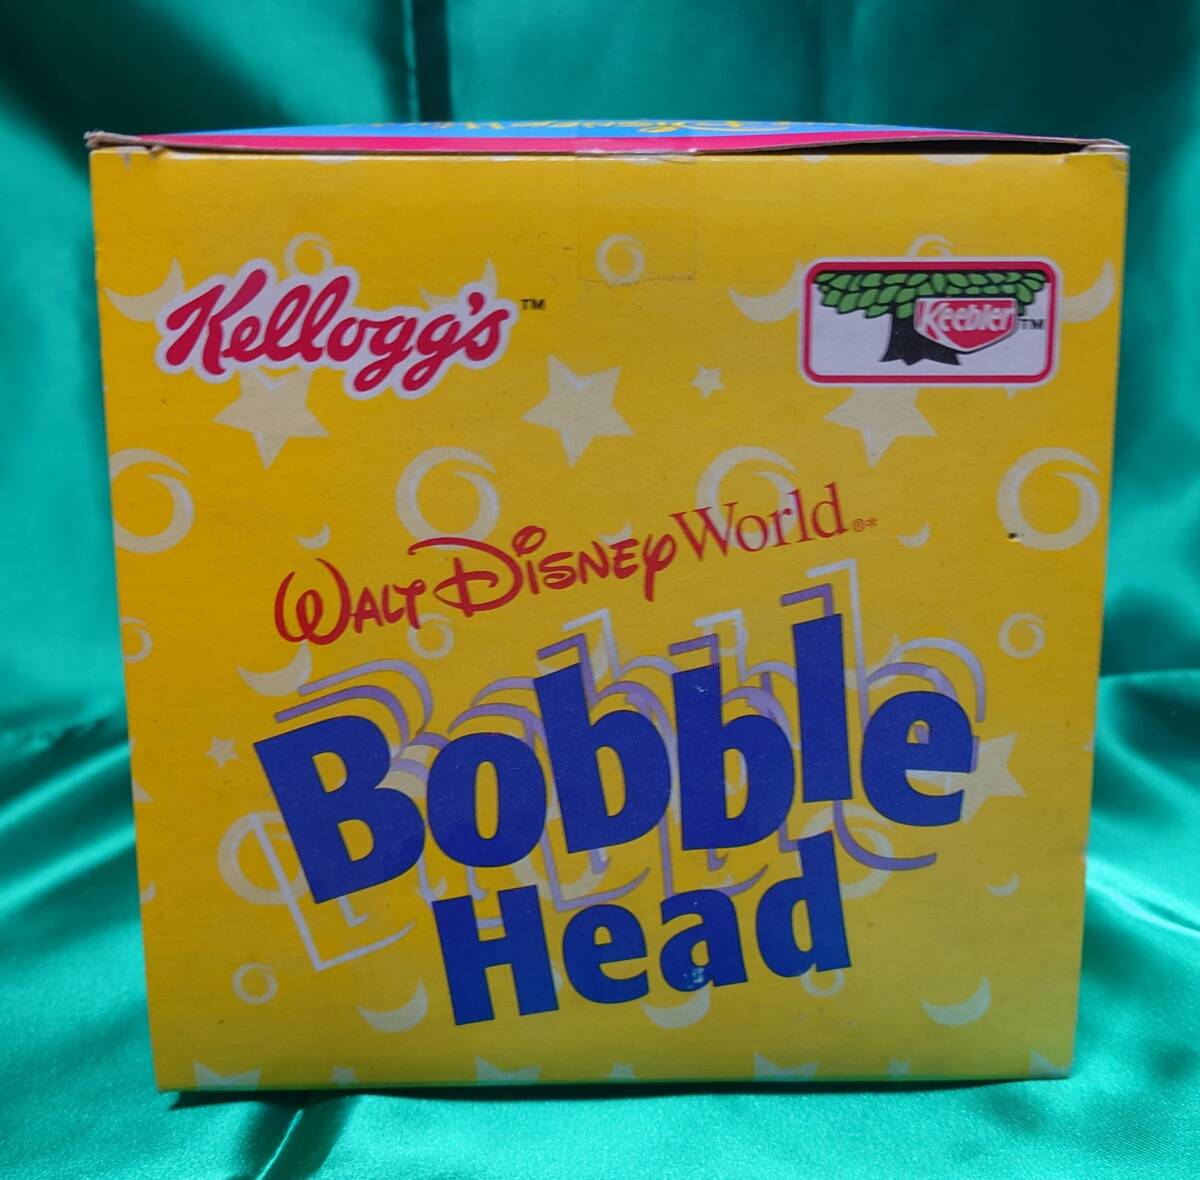 Kellogg's™
Keebler™
Walt Disney World®*
Bobble
Head